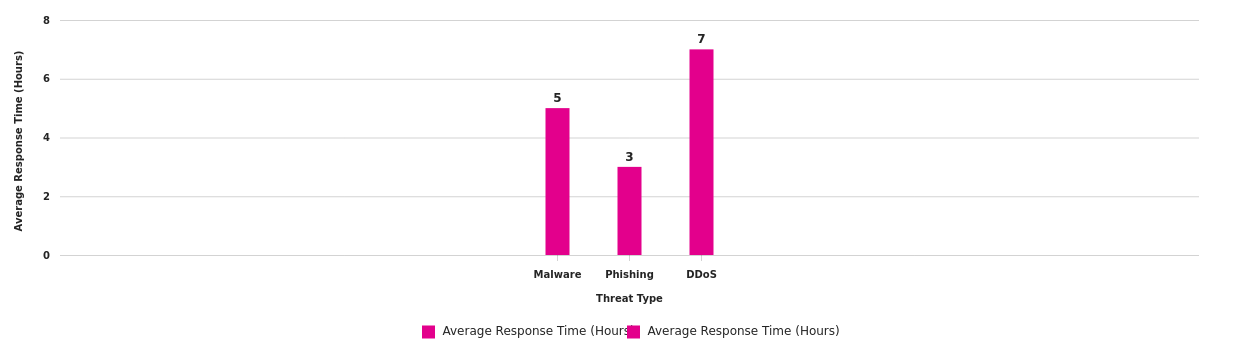 8
6
4
2
0
Average Response Time (Hours)
5
3
7
Malware Phishing DDoS
Threat Type
Average Response Time (Hours Average Response Time (Hours)